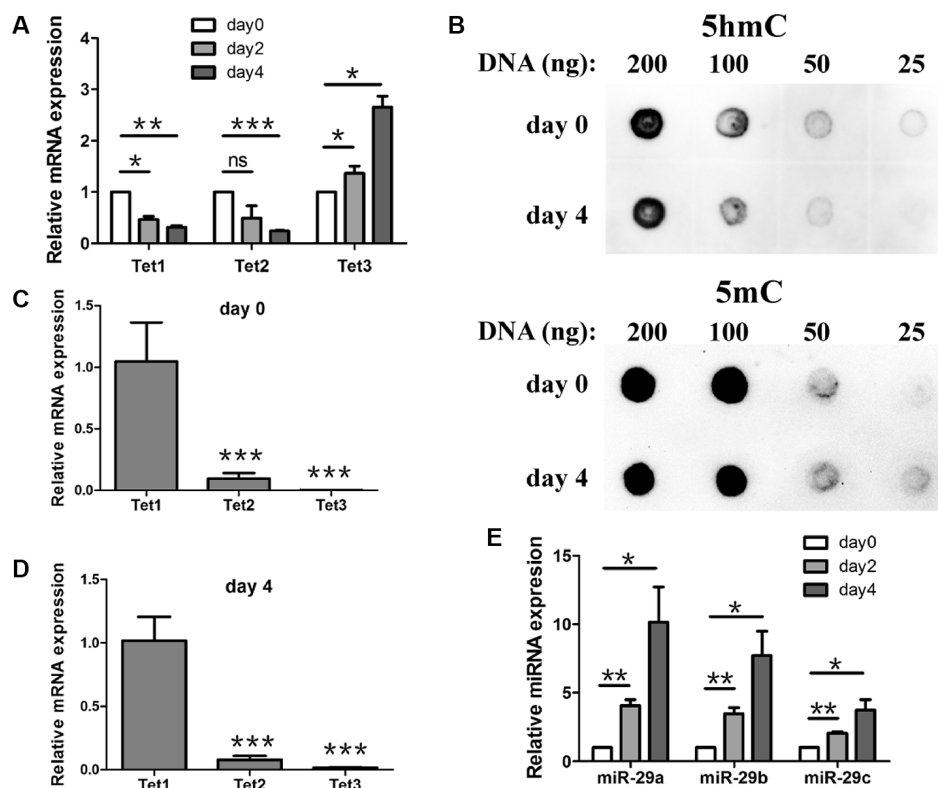 A
Relative mRNA expression
4
3
2
1
0
day0
day2
day4
**
*
***
ns
*
*
Tet1 Tet2 Tet3
B
5hmC
DNA (ng): 200 100 50 25
day 0
day 4
5mC
DNA (ng): 200 100 50 25
day 0
day 4
C
day 0
Relative mRNA expression
1.5
1.0
0.5
0.0
*** ***
Tet1 Tet2 Tet3
D
day 4
Relative mRNA expression
1.5
1.0
0.5
0.0
*** ***
Tet1 Tet2 Tet3
E
Relative miRNA expression
15
10
5
0
day0
day2
day4
*
**
*
**
*
**
miR-29a miR-29b miR-29c